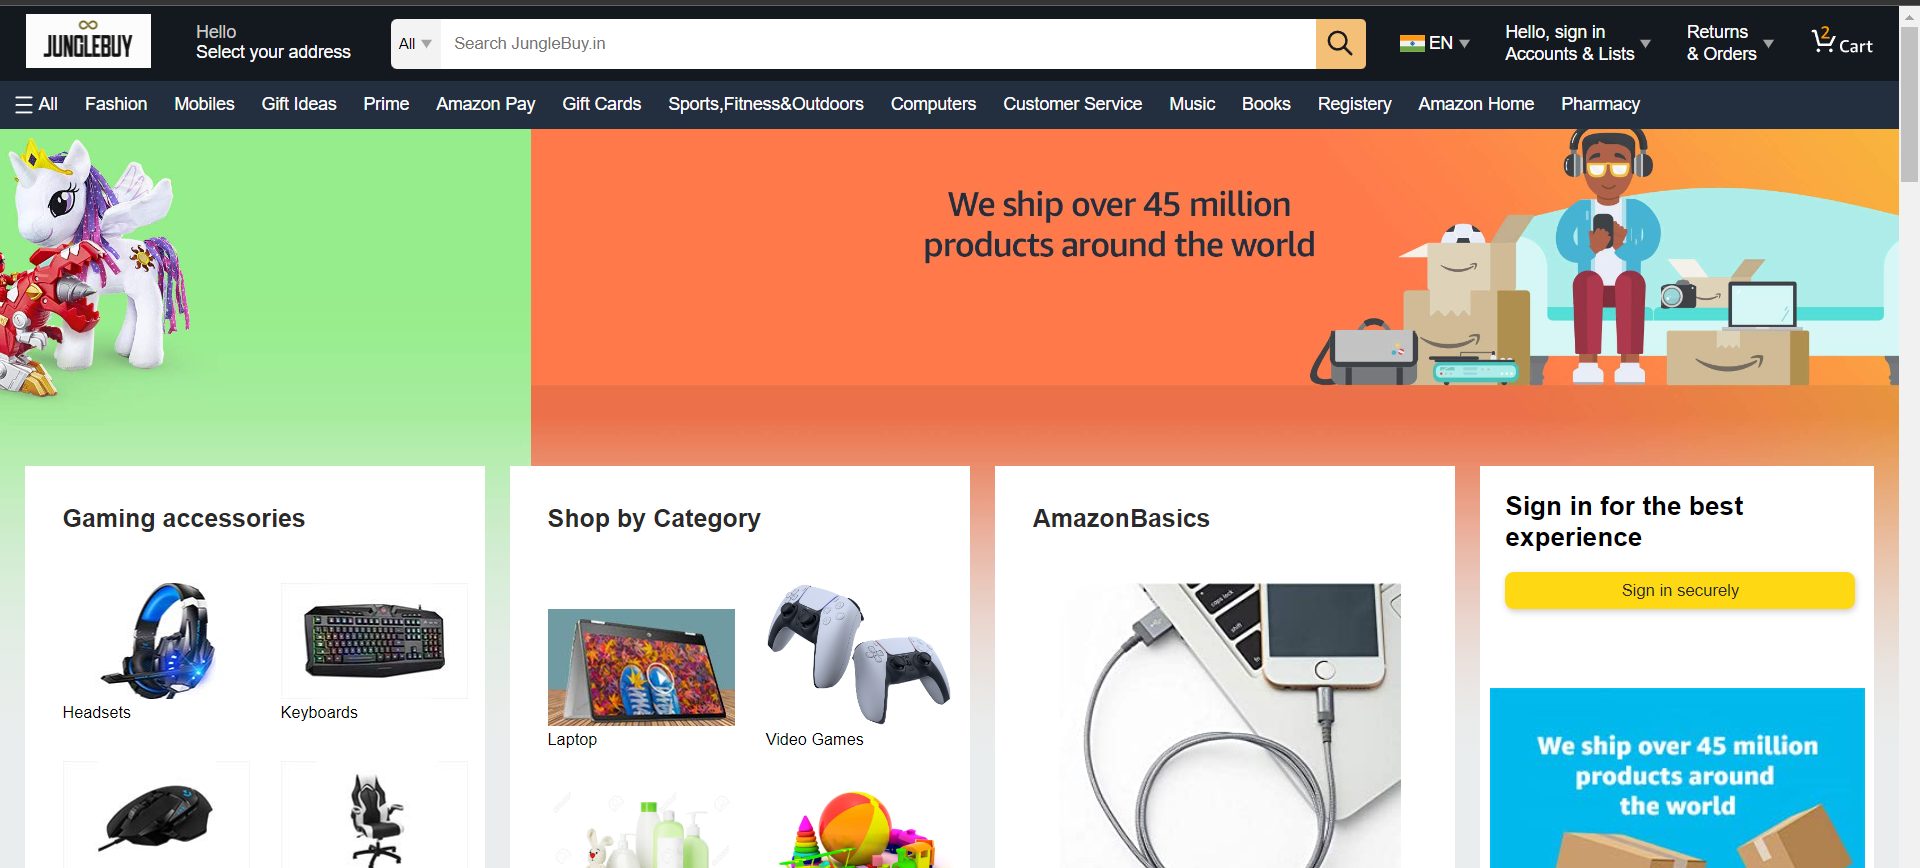 JUNGLEBUY
Hello
Select your address
All
Search JungleBuy.in
EN
Hello, sign in
Accounts & Lists
Returns
& Orders
2
Cart
All
Fashion
Mobiles
Gift Ideas
Prime
Amazon Pay
Gift Cards
Sports,Fitness&Outdoors
Computers
Customer Service
Music
Books
Registery
Amazon Home
Pharmacy
We ship over 45 million
products around the world
Gaming accessories
Headsets
Keyboards
Shop by Category
Laptop
Video Games
AmazonBasics
caps lock
shift
Sign in for the best
experience
Sign in securely
We ship over 45 million
products around
the world